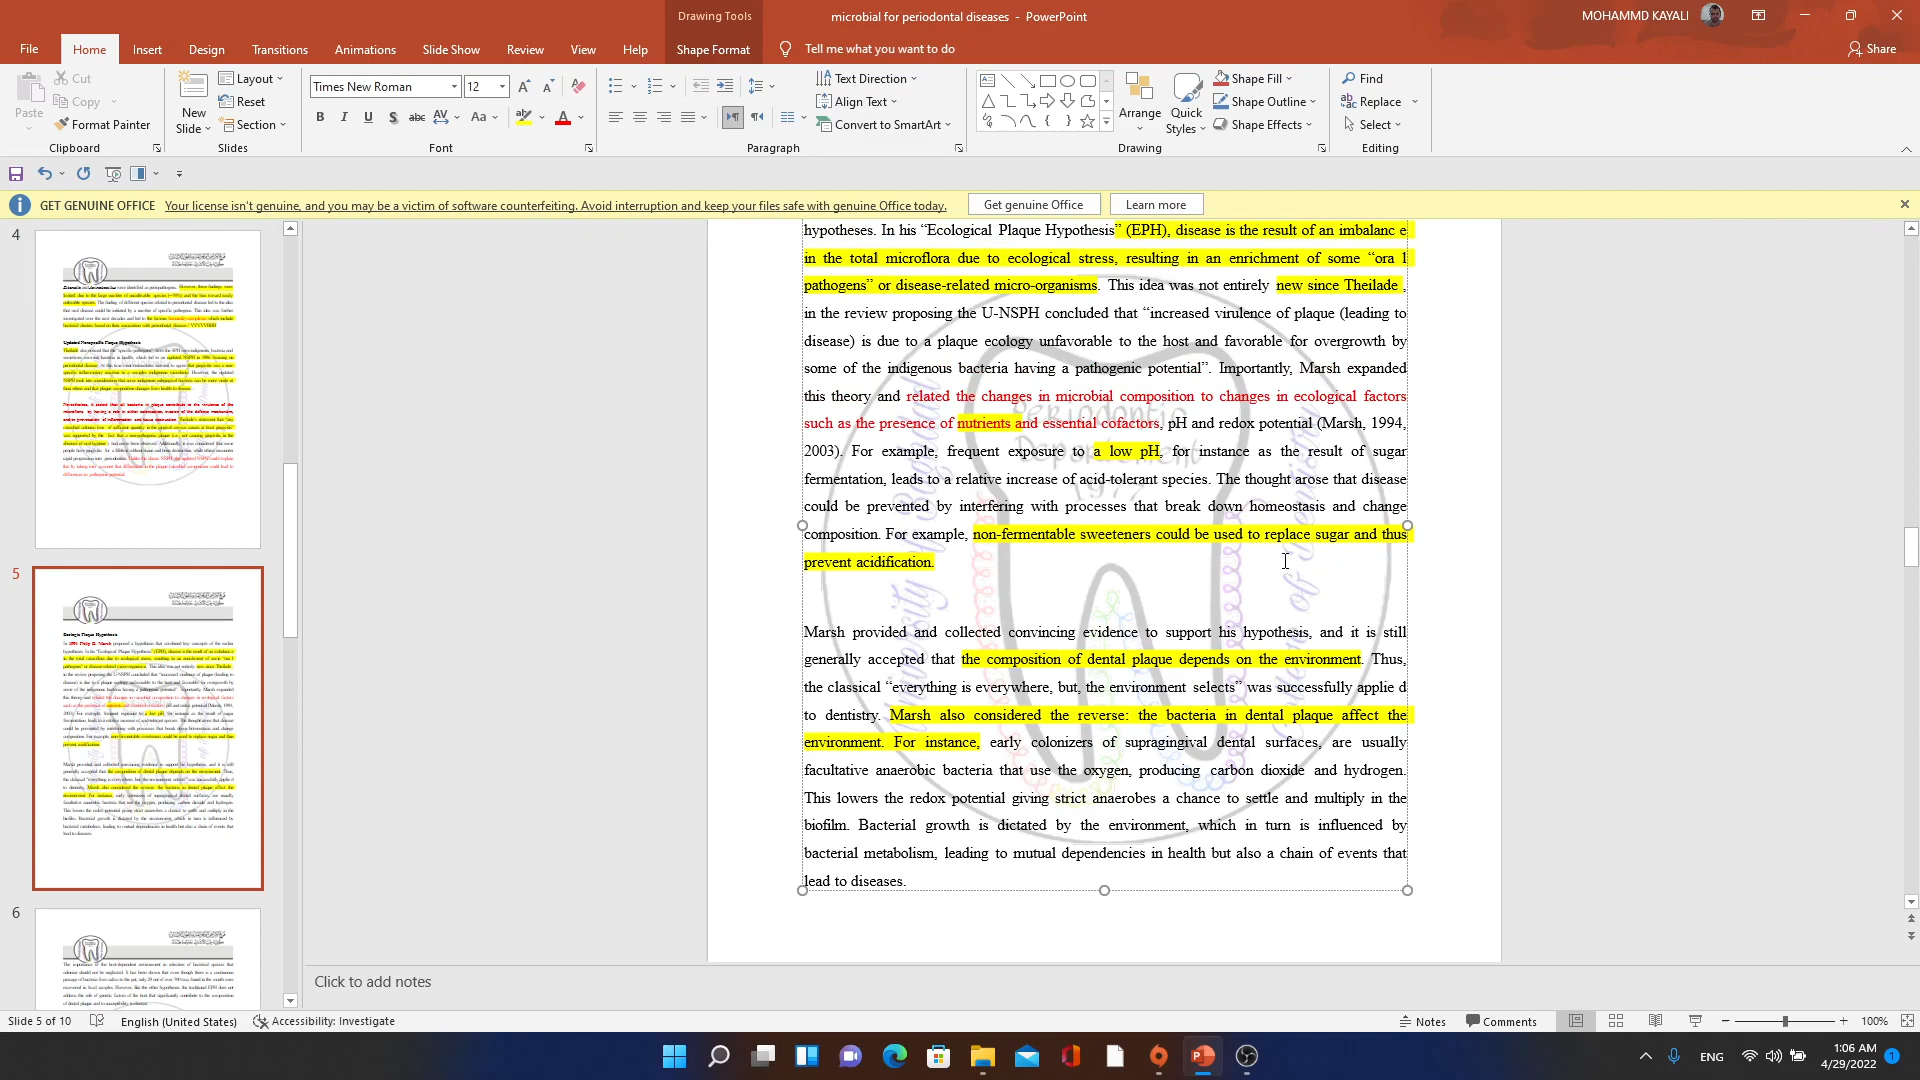 Drawing Tools
microbial for periodontal diseases - PowerPoint
MOHAMMD KAYALI
File Home Insert Design Transitions Animations Slide Show Review View Help Shape Format Tell me what you want to do Share
Paste
Cut
Copy
Format Painter
Clipboard
New Slide
Layout
Reset
Section
Slides
Times New Roman 12
B I U S abc AV Aa A
Font
Text Direction
Align Text
Convert to SmartArt
Paragraph
Arrange
Quick Styles
Shape Fill
Shape Outline
Shape Effects
Drawing
Find
Replace
Select
Editing
GET GENUINE OFFICE Your license isn't genuine, and you may be a victim of software counterfeiting. Avoid interruption and keep your files safe with genuine Office today. Get genuine Office Learn more
4
5
6
hypotheses. In his “Ecological Plaque Hypothesis” (EPH), disease is the result of an imbalanc e
in the total microflora due to ecological stress, resulting in an enrichment of some “ora l
pathogens” or disease-related micro-organisms. This idea was not entirely new since Theilade ,
in the review proposing the U-NSPH concluded that “increased virulence of plaque (leading to
disease) is due to a plaque ecology unfavorable to the host and favorable for overgrowth by
some of the indigenous bacteria having a pathogenic potential”. Importantly, Marsh expanded
this theory and related the changes in microbial composition to changes in ecological factors
such as the presence of nutrients and essential cofactors, pH and redox potential (Marsh, 1994,
2003). For example, frequent exposure to a low pH, for instance as the result of sugar
fermentation, leads to a relative increase of acid-tolerant species. The thought arose that disease
could be prevented by interfering with processes that break down homeostasis and change
composition. For example, non-fermentable sweeteners could be used to replace sugar and thus
prevent acidification.
Marsh provided and collected convincing evidence to support his hypothesis, and it is still
generally accepted that the composition of dental plaque depends on the environment. Thus,
the classical “everything is everywhere, but, the environment selects” was successfully applie d
to dentistry. Marsh also considered the reverse: the bacteria in dental plaque affect the
environment. For instance, early colonizers of supragingival dental surfaces, are usually
facultative anaerobic bacteria that use the oxygen, producing carbon dioxide and hydrogen.
This lowers the redox potential giving strict anaerobes a chance to settle and multiply in the
biofilm. Bacterial growth is dictated by the environment, which in turn is influenced by
bacterial metabolism, leading to mutual dependencies in health but also a chain of events that
lead to diseases.
Periodontic
Department
1977
University of Baghdad
College of Dentistry
Click to add notes
Slide 5 of 10 English (United States) Accessibility: Investigate Notes Comments 100%
ENG
1:06 AM
4/29/2022
1